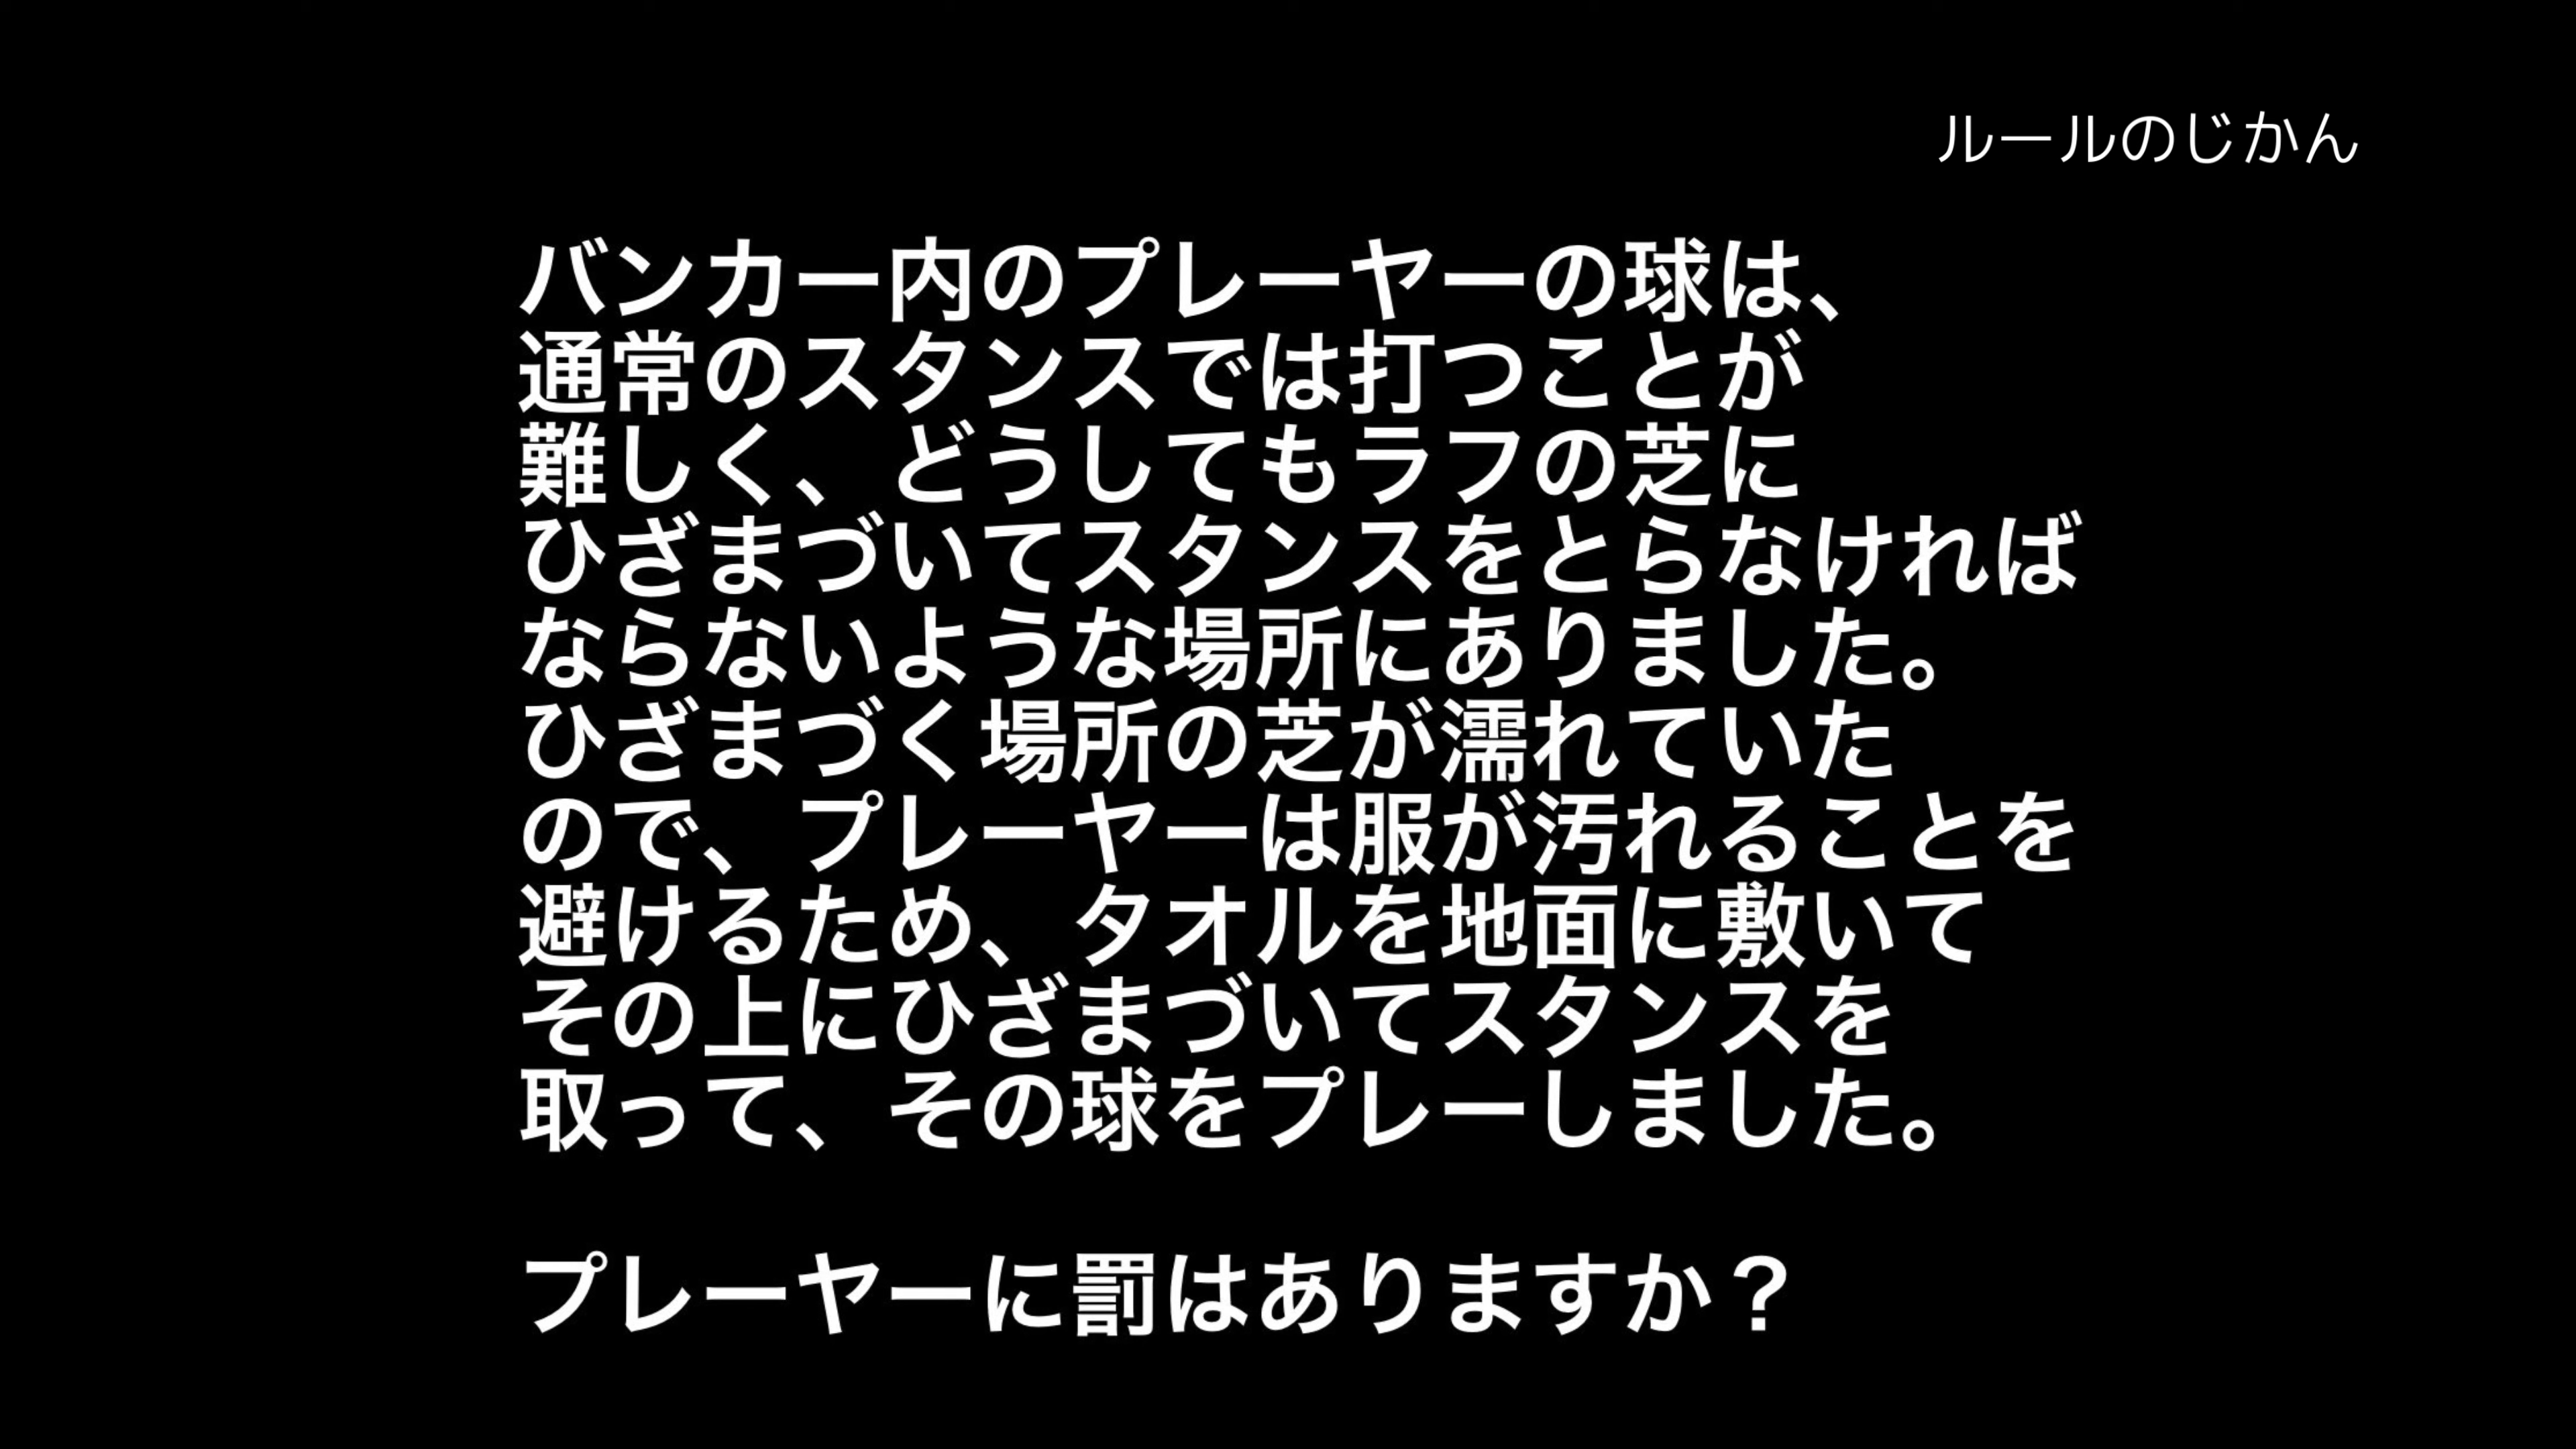 ルールのじかん
バンカー内のプレーヤーの球は、
通常のスタンスでは打つことが
難しく、どうしてもラフの芝に
ひざまづいてスタンスをとらなければ
ならないような場所にありました。
ひざまづく場所の芝が濡れていた
ので、プレーヤーは服が汚れることを
避けるため、タオルを地面に敷いて
その上にひざまづいてスタンスを
取って、その球をプレーしました。
プレーヤーに罰はありますか？